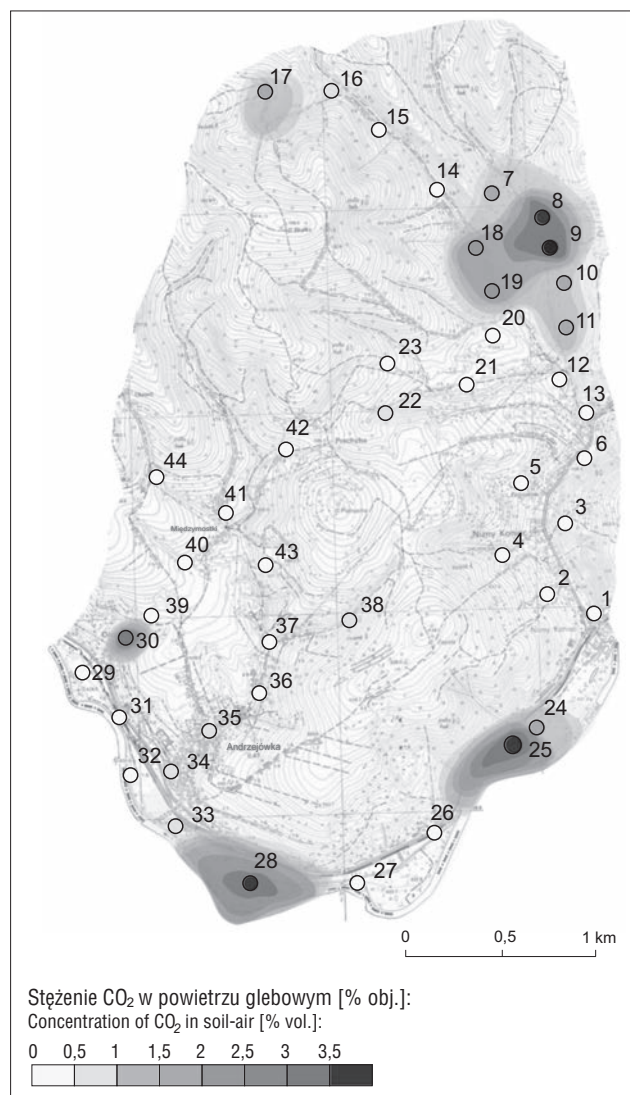 17 16
15
14 7
8
18 9
19 10
20 11
23
21 12
22 13
42 6
44 5
41 3
Międzymostki
40 43 4
2
39 38 1
30 37
29
36
31 35 24
Andrzejówka
32 34 25
33 26
28 27
0 0,5 1 km
Stężenie CO₂ w powietrzu glebowym [% obj.]:
Concentration of CO₂ in soil-air [% vol.]:
0 0,5 1 1,5 2 2,5 3 3,5